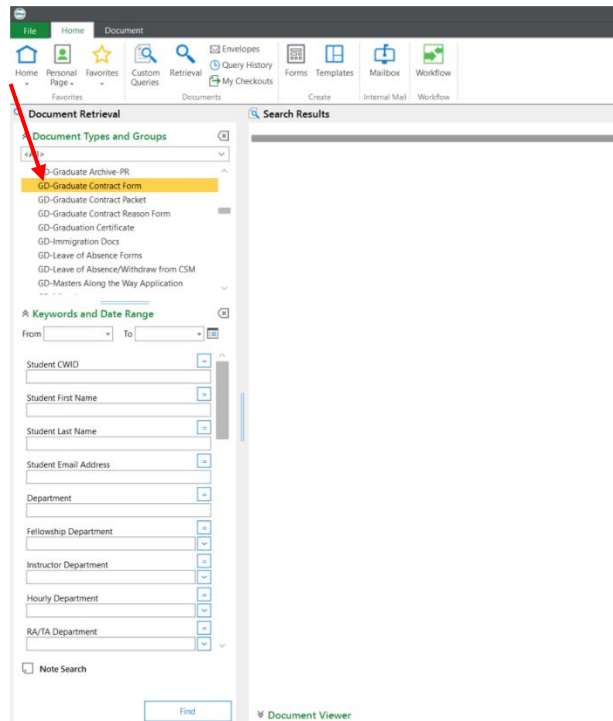 File Home Document
Envelopes
Query History
My Checkouts
Home Personal Page Favorites Custom Queries Retrieval Forms Templates Mailbox Workflow
Favorites Documents Create Internal Mail Workflow
Document Retrieval
Search Results
Document Types and Groups
<All>
GD-Graduate Archive-PR
GD-Graduate Contract Form
GD-Graduate Contract Packet
GD-Graduate Contract Reason Form
GD-Graduation Certificate
GD-Immigration Docs
GD-Leave of Absence Forms
GD-Leave of Absence/Withdraw from CSM
GD-Masters Along the Way Application
Keywords and Date Range
From To
Student CWID =
Student First Name =
Student Last Name =
Student Email Address =
Department =
Fellowship Department =
Instructor Department =
Hourly Department =
RA/TA Department =
Note Search
Find
Document Viewer